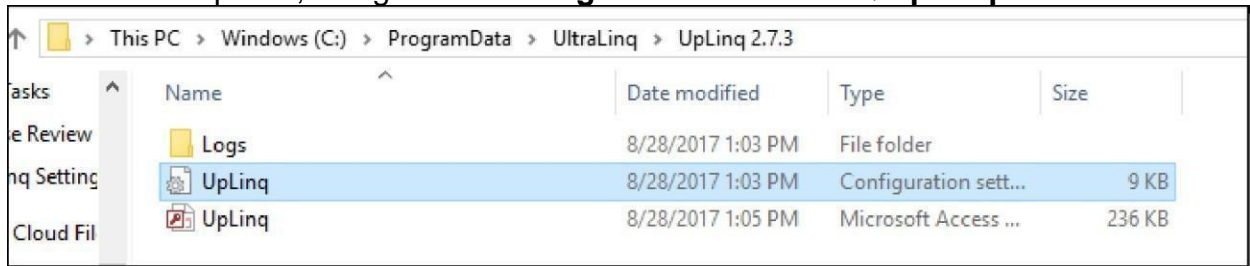 This PC > Windows (C:) > ProgramData > UltraLinq > UpLinq 2.7.3
Name Date modified Type Size
Logs 8/28/2017 1:03 PM File folder
e Review
UpLinq 8/28/2017 1:03 PM Configuration sett... 9 KB
nq Setting
UpLinq 8/28/2017 1:05 PM Microsoft Access ... 236 KB
Cloud Fil